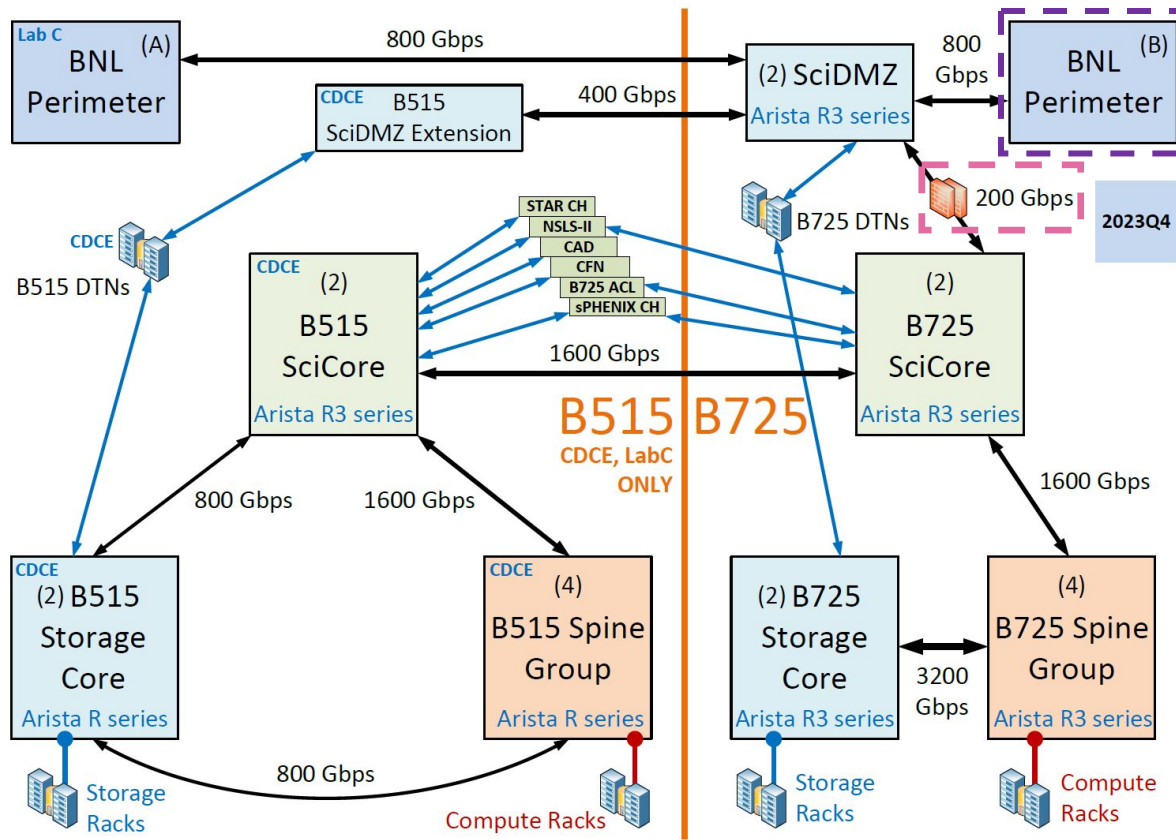 Lab C
(A)
BNL
Perimeter
800 Gbps
(2) SciDMZ
Arista R3 series
800
Gbps
(B)
BNL
Perimeter
CDCE
B515
SciDMZ Extension
400 Gbps
200 Gbps
2023Q4
CDCE
B515 DTNs
B725 DTNs
STAR CH
NSLS-II
CAD
CFN
B725 ACL
sPHENIX CH
CDCE
(2)
B515
SciCore
Arista R3 series
1600 Gbps
(2)
B725
SciCore
Arista R3 series
B515
B725
CDCE, LabC
ONLY
800 Gbps
1600 Gbps
1600 Gbps
CDCE
(2) B515
Storage
Core
Arista R series
CDCE
(4)
B515 Spine
Group
Arista R series
(2) B725
Storage
Core
Arista R3 series
3200
Gbps
(4)
B725 Spine
Group
Arista R3 series
800 Gbps
Storage
Racks
Compute Racks
Storage
Racks
Compute
Racks